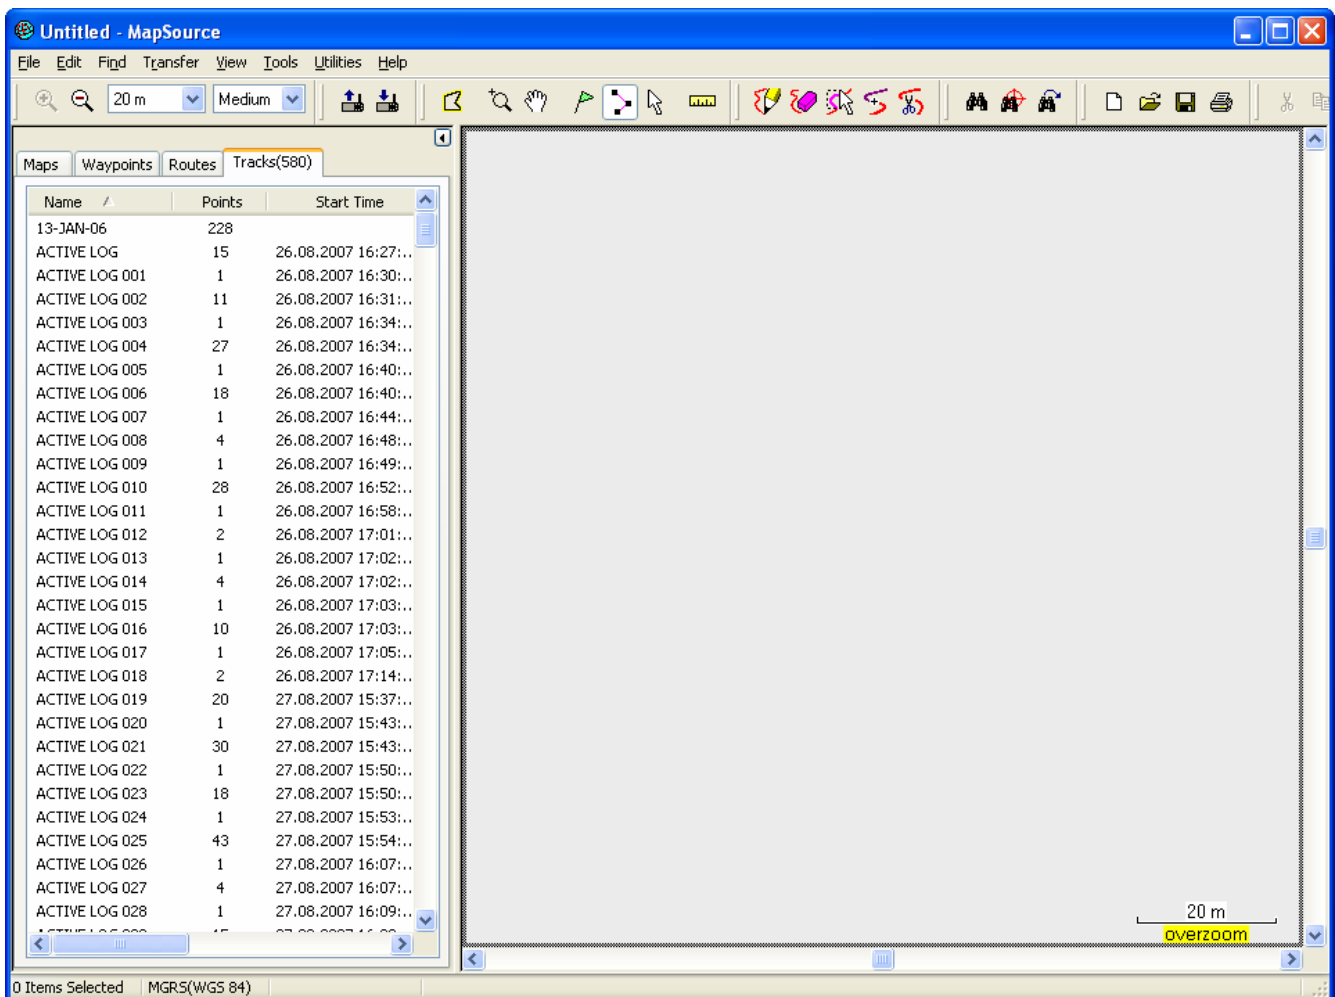 Untitled - MapSource
File Edit Find Transfer View Tools Utilities Help
20 m Medium
Maps Waypoints Routes Tracks(580)
Name Points Start Time
13-JAN-06 228
ACTIVE LOG 15 26.08.2007 16:27:..
ACTIVE LOG 001 1 26.08.2007 16:30:..
ACTIVE LOG 002 11 26.08.2007 16:31:..
ACTIVE LOG 003 1 26.08.2007 16:34:..
ACTIVE LOG 004 27 26.08.2007 16:34:..
ACTIVE LOG 005 1 26.08.2007 16:40:..
ACTIVE LOG 006 18 26.08.2007 16:40:..
ACTIVE LOG 007 1 26.08.2007 16:44:..
ACTIVE LOG 008 4 26.08.2007 16:48:..
ACTIVE LOG 009 1 26.08.2007 16:49:..
ACTIVE LOG 010 28 26.08.2007 16:52:..
ACTIVE LOG 011 1 26.08.2007 16:58:..
ACTIVE LOG 012 2 26.08.2007 17:01:..
ACTIVE LOG 013 1 26.08.2007 17:02:..
ACTIVE LOG 014 4 26.08.2007 17:02:..
ACTIVE LOG 015 1 26.08.2007 17:03:..
ACTIVE LOG 016 10 26.08.2007 17:03:..
ACTIVE LOG 017 1 26.08.2007 17:05:..
ACTIVE LOG 018 2 26.08.2007 17:14:..
ACTIVE LOG 019 20 27.08.2007 15:37:..
ACTIVE LOG 020 1 27.08.2007 15:43:..
ACTIVE LOG 021 30 27.08.2007 15:43:..
ACTIVE LOG 022 1 27.08.2007 15:50:..
ACTIVE LOG 023 18 27.08.2007 15:50:..
ACTIVE LOG 024 1 27.08.2007 15:53:..
ACTIVE LOG 025 43 27.08.2007 15:54:..
ACTIVE LOG 026 1 27.08.2007 16:07:..
ACTIVE LOG 027 4 27.08.2007 16:07:..
ACTIVE LOG 028 1 27.08.2007 16:09:..
20 m
overzoom
0 Items Selected MGRS(WGS 84)